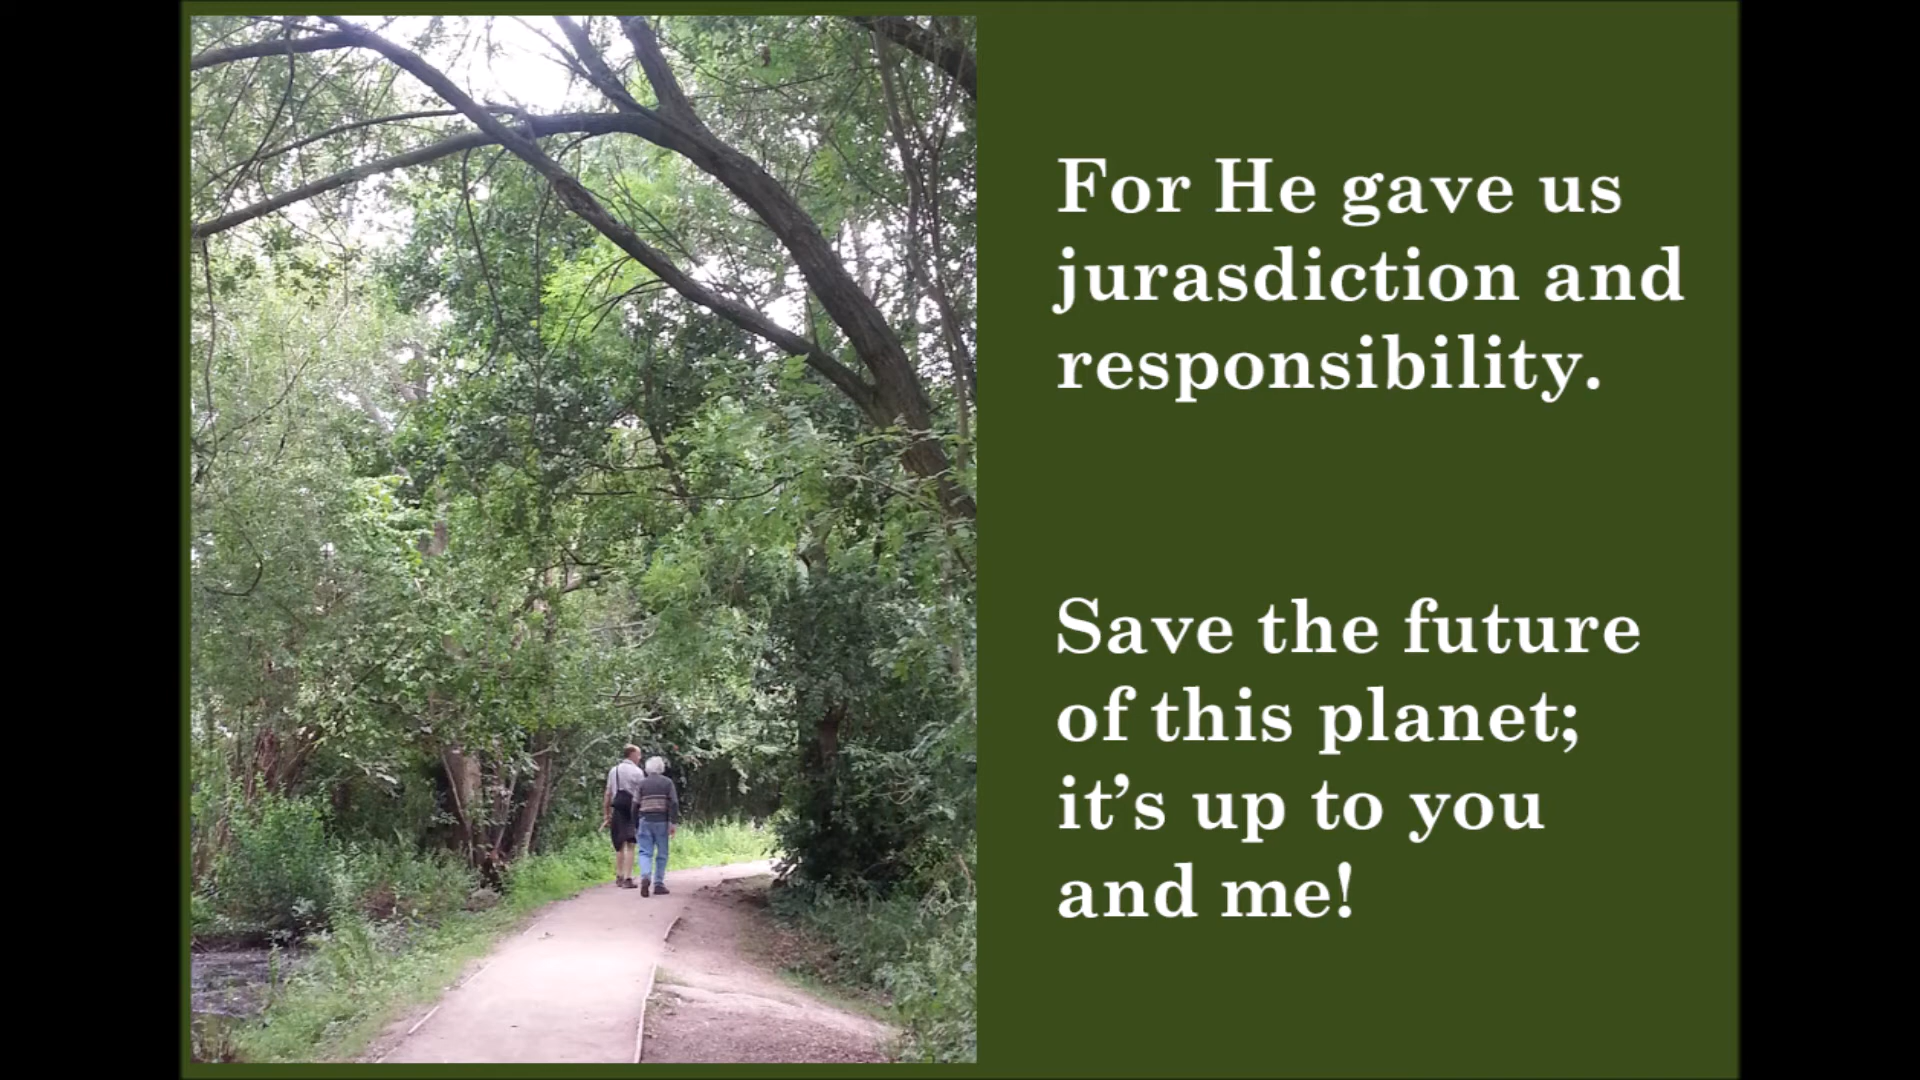 For He gave us
jurasdiction and
responsibility.
Save the future
of this planet;
it’s up to you
and me!